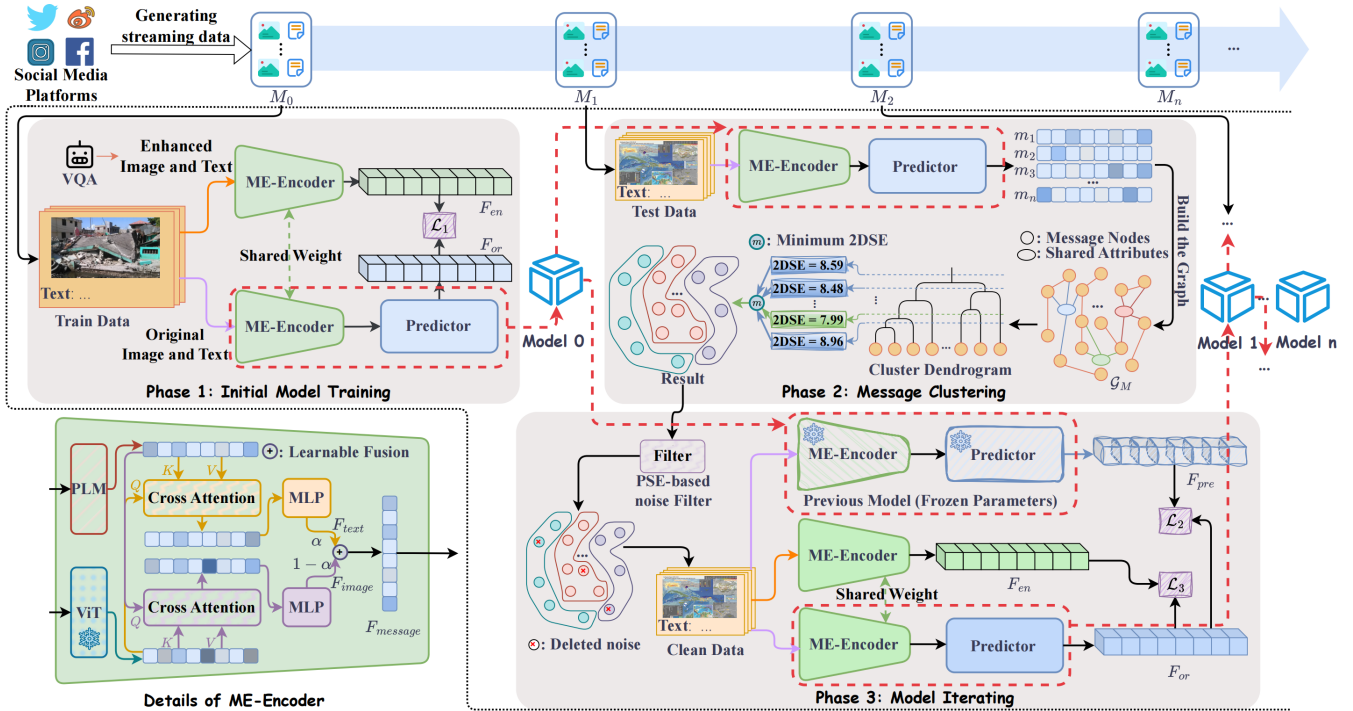 Generating
streaming data
Social Media
Platforms
M0
M1
M2
Mn
...
VQA
Enhanced
Image and Text
ME-Encoder
Fen
L1
For
Shared Weight
Text: ...
Train Data
Original
Image and Text
ME-Encoder
Predictor
Model 0
Phase 1: Initial Model Training
Text: ...
Test Data
ME-Encoder
Predictor
m1
m2
m3
...
mn
Build the Graph
m: Minimum 2DSE
: Message Nodes
: Shared Attributes
2DSE = 8.59
2DSE = 8.48
m
2DSE = 7.99
2DSE = 8.96
...
...
...
Result
Cluster Dendrogram
GM
Phase 2: Message Clustering
...
Model 1
...
Model n
...
PLM
K
V
+: Learnable Fusion
Q
Cross Attention
MLP
Ftext
α
+
1 − α
Fimage
ViT
Q
Cross Attention
MLP
K
V
Fmessage
Details of ME-Encoder
Filter
PSE-based
noise Filter
...
: Deleted noise
Text: ...
Clean Data
ME-Encoder
Predictor
Previous Model (Frozen Parameters)
Fpre
L2
ME-Encoder
Fen
L3
Shared Weight
ME-Encoder
Predictor
For
Phase 3: Model Iterating